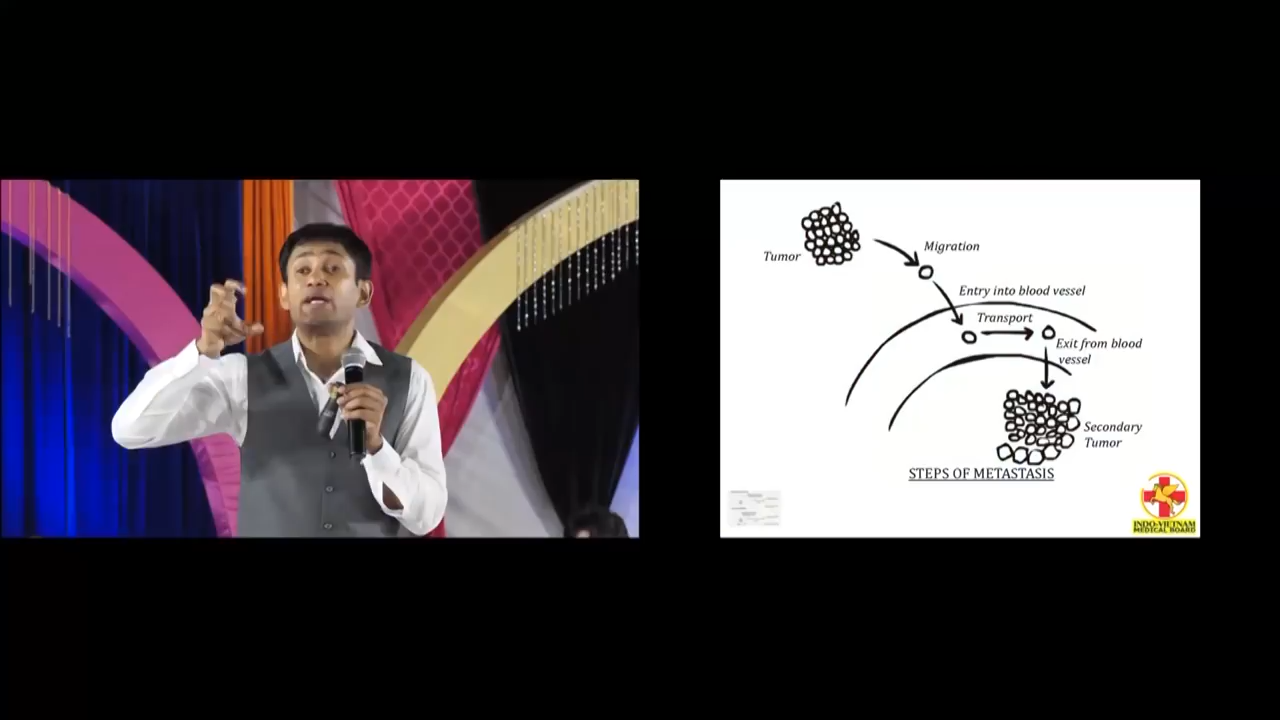 Tumor
Migration
Entry into blood vessel
Transport
Exit from blood
vessel
Secondary
Tumor
STEPS OF METASTASIS
INDO-VIETNAM
MEDICAL BOARD